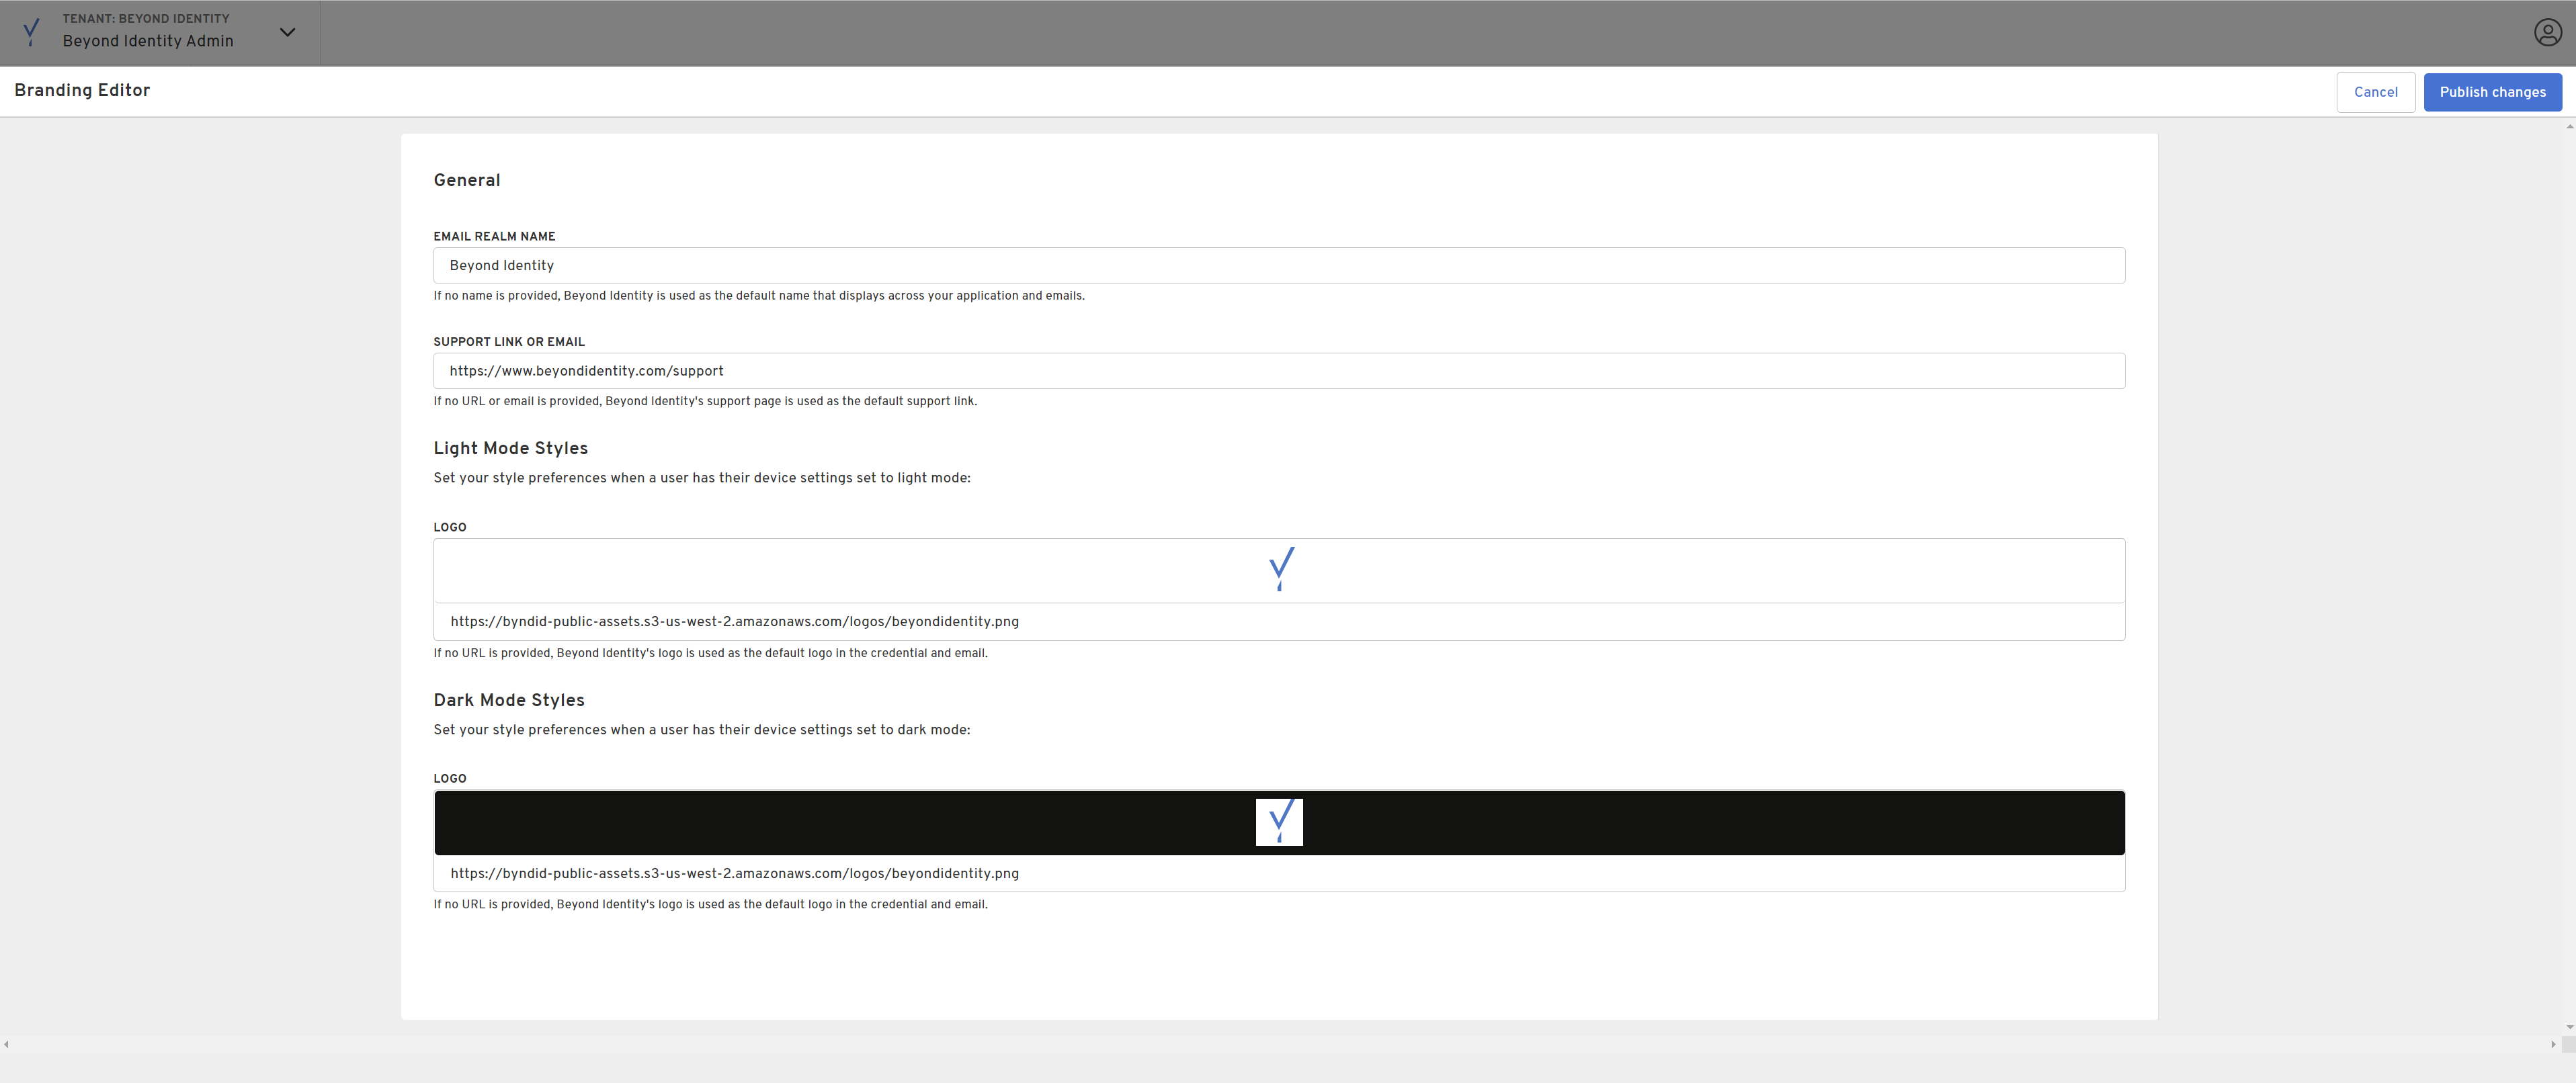 TENANT: BEYOND IDENTITY
Beyond Identity Admin
Branding Editor
Cancel
Publish changes
General
EMAIL REALM NAME
Beyond Identity
If no name is provided, Beyond Identity is used as the default name that displays across your application and emails.
SUPPORT LINK OR EMAIL
https://www.beyondidentity.com/support
If no URL or email is provided, Beyond Identity's support page is used as the default support link.
Light Mode Styles
Set your style preferences when a user has their device settings set to light mode:
LOGO
https://byndid-public-assets.s3-us-west-2.amazonaws.com/logos/beyondidentity.png
If no URL is provided, Beyond Identity's logo is used as the default logo in the credential and email.
Dark Mode Styles
Set your style preferences when a user has their device settings set to dark mode:
LOGO
https://byndid-public-assets.s3-us-west-2.amazonaws.com/logos/beyondidentity.png
If no URL is provided, Beyond Identity's logo is used as the default logo in the credential and email.